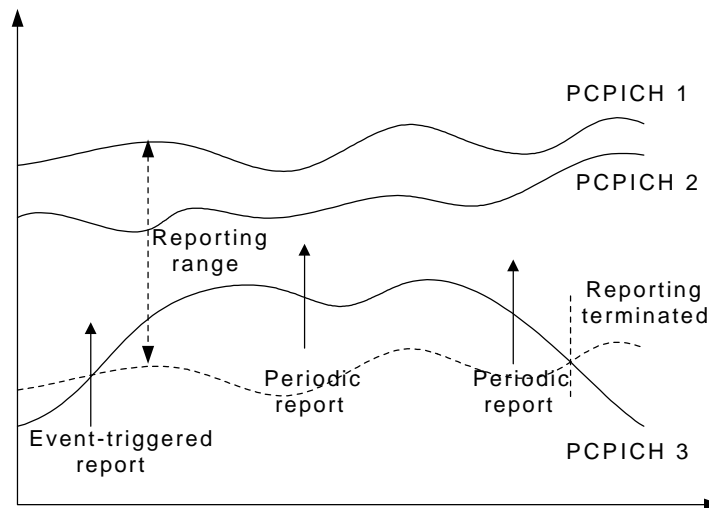 PCPICH 1
PCPICH 2
Reporting
range
Reporting
terminated
Periodic
report
Periodic
report
Event-triggered
report
PCPICH 3